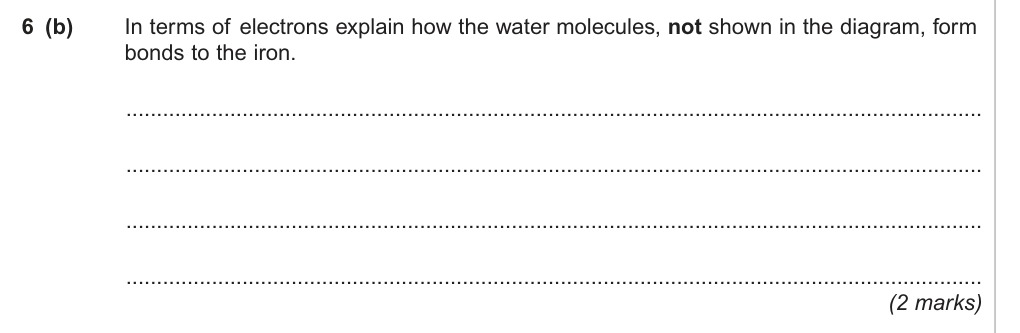 6 (b) In terms of electrons explain how the water molecules, not shown in the diagram, form
bonds to the iron.
(2 marks)